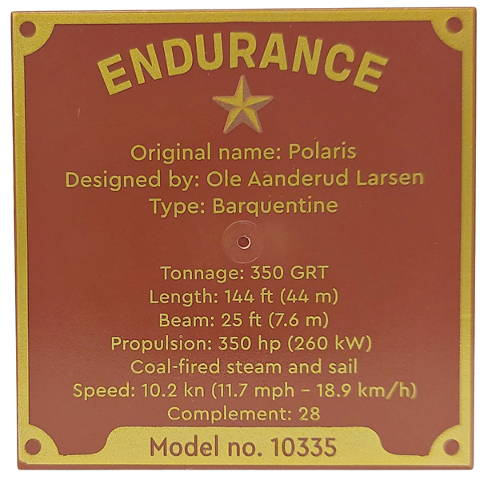 ENDURANCE
Original name: Polaris
Designed by: Ole Aanderud Larsen
Type: Barquentine
Tonnage: 350 GRT
Length: 144 ft (44 m)
Beam: 25 ft (7.6 m)
Propulsion: 350 hp (260 kW)
Coal-fired steam and sail
Speed: 10.2 kn (11.7 mph – 18.9 km/h)
Complement: 28
Model no. 10335